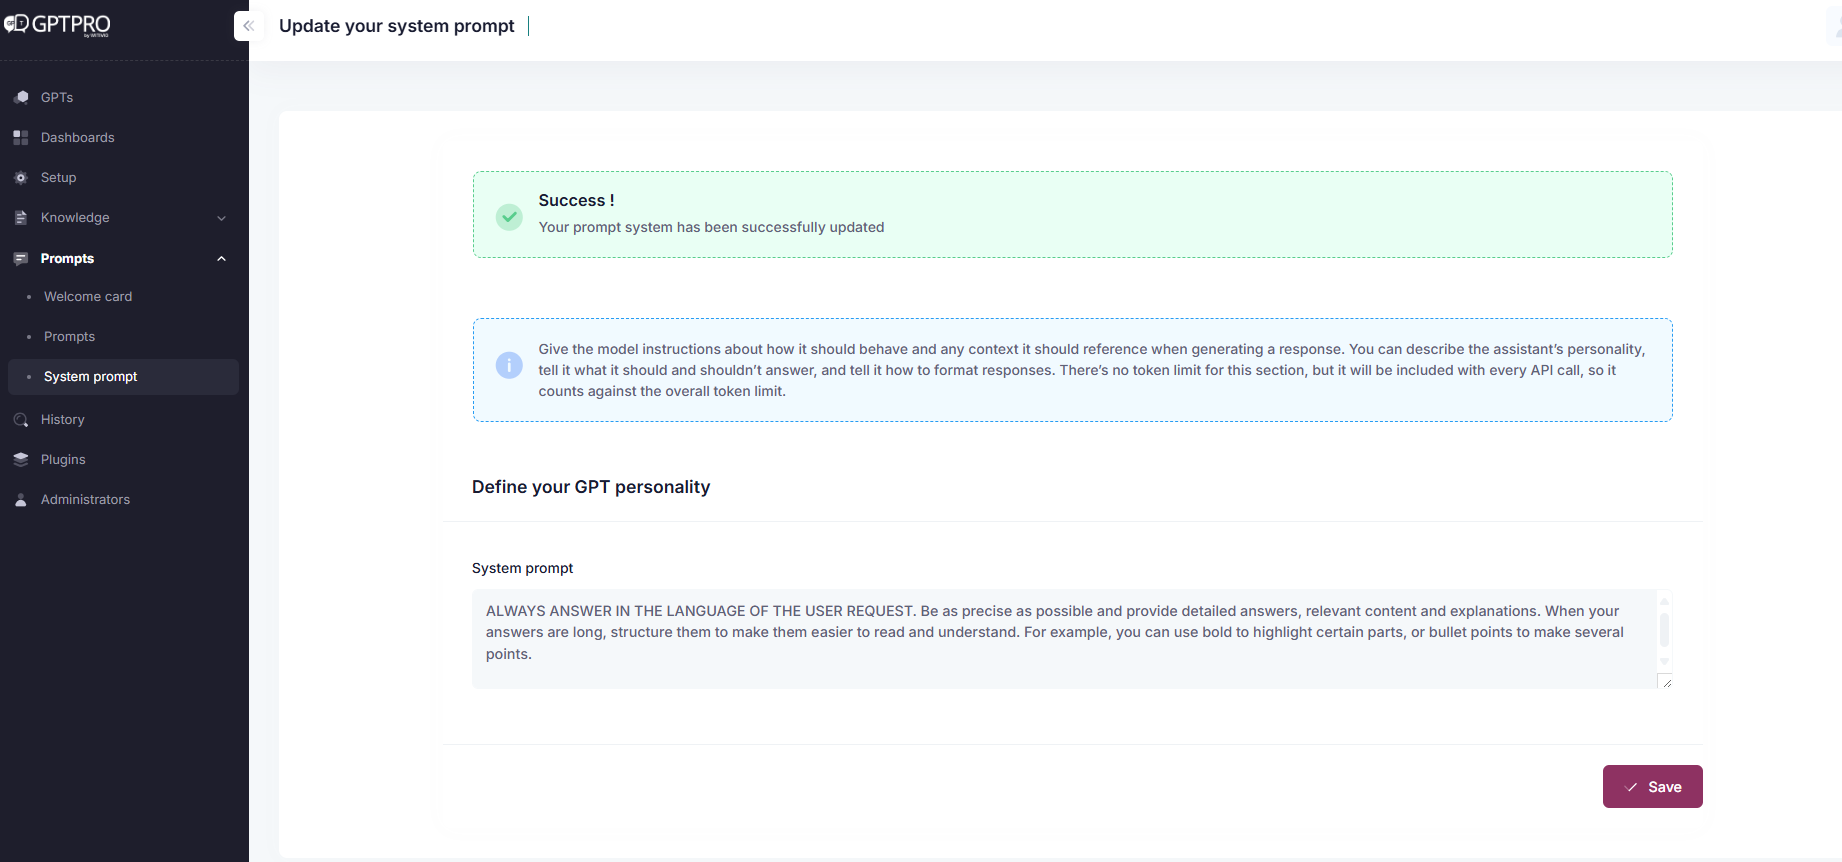 GPTPRO
Update your system prompt
GPTs
Dashboards
Setup
Knowledge
Prompts
Welcome card
Prompts
System prompt
History
Plugins
Administrators
Success !
Your prompt system has been successfully updated
Give the model instructions about how it should behave and any context it should reference when generating a response. You can describe the assistant’s personality,
tell it what it should and shouldn’t answer, and tell it how to format responses. There’s no token limit for this section, but it will be included with every API call, so it
counts against the overall token limit.
Define your GPT personality
System prompt
ALWAYS ANSWER IN THE LANGUAGE OF THE USER REQUEST. Be as precise as possible and provide detailed answers, relevant content and explanations. When your
answers are long, structure them to make them easier to read and understand. For example, you can use bold to highlight certain parts, or bullet points to make several
points.
Save